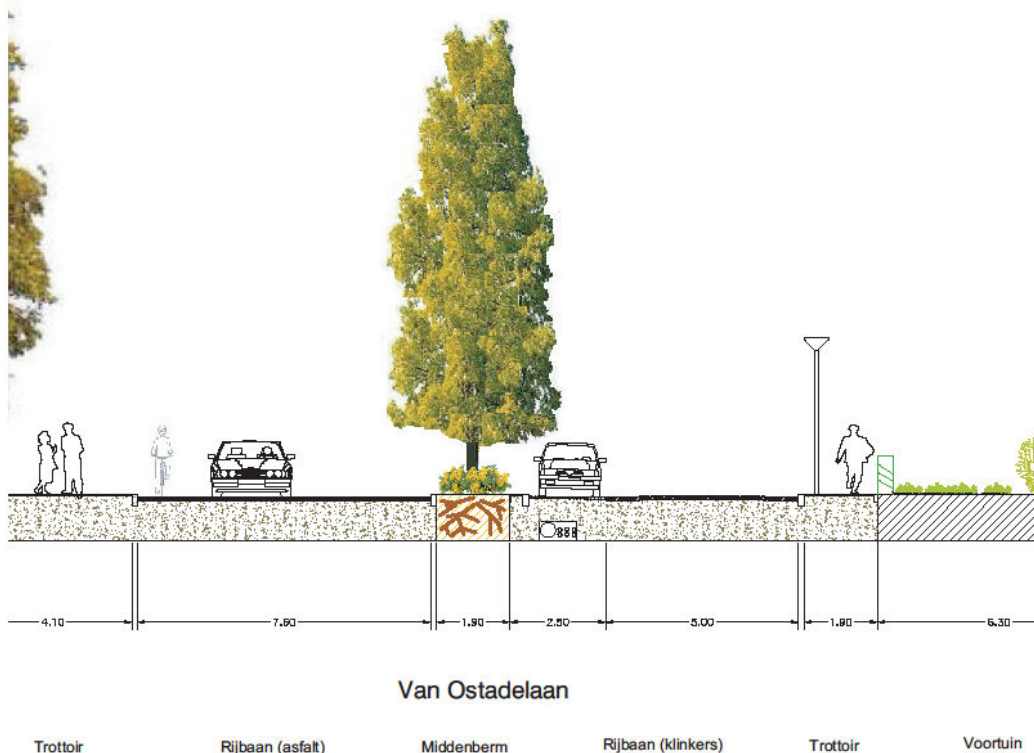 4.10 7.60 1.90 2.50 5.00 1.90 6.30
Van Ostadelaan
Trottoir Rijbaan (asfalt) Middenberm Rijbaan (klinkers) Trottoir Voortuin